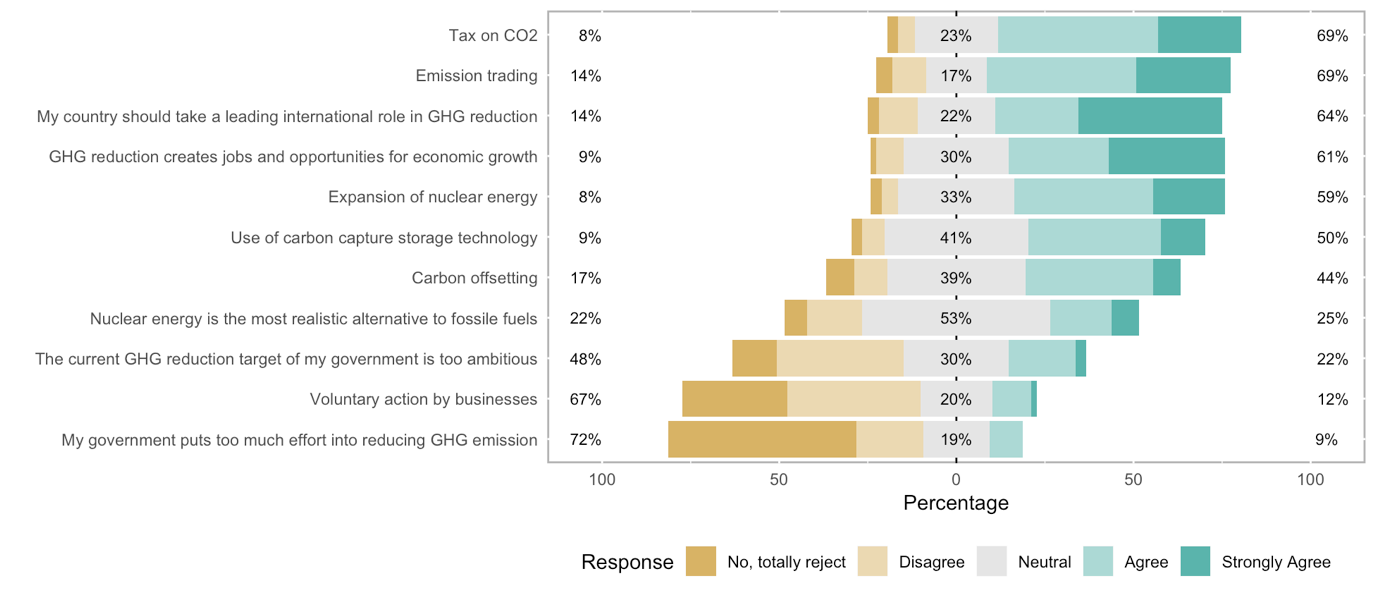 Tax on CO2 8% 23% 69%
Emission trading 14% 17% 69%
My country should take a leading international role in GHG reduction 14% 22% 64%
GHG reduction creates jobs and opportunities for economic growth 9% 30% 61%
Expansion of nuclear energy 8% 33% 59%
Use of carbon capture storage technology 9% 41% 50%
Carbon offsetting 17% 39% 44%
Nuclear energy is the most realistic alternative to fossile fuels 22% 53% 25%
The current GHG reduction target of my government is too ambitious 48% 30% 22%
Voluntary action by businesses 67% 20% 12%
My government puts too much effort into reducing GHG emission 72% 19% 9%
100 50 0 50 100
Percentage
Response No, totally reject Disagree Neutral Agree Strongly Agree